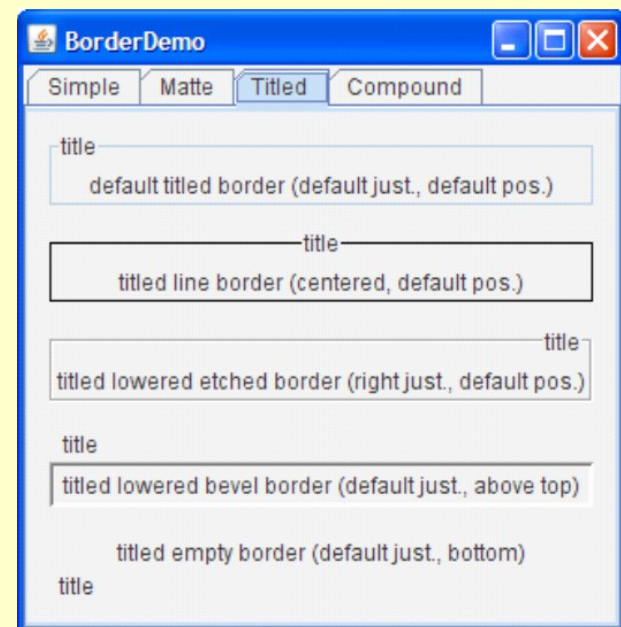 BorderDemo
Simple Matte Titled Compound
title
default titled border (default just., default pos.)
title
titled line border (centered, default pos.)
title
titled lowered etched border (right just., default pos.)
title
titled lowered bevel border (default just., above top)
titled empty border (default just., bottom)
title